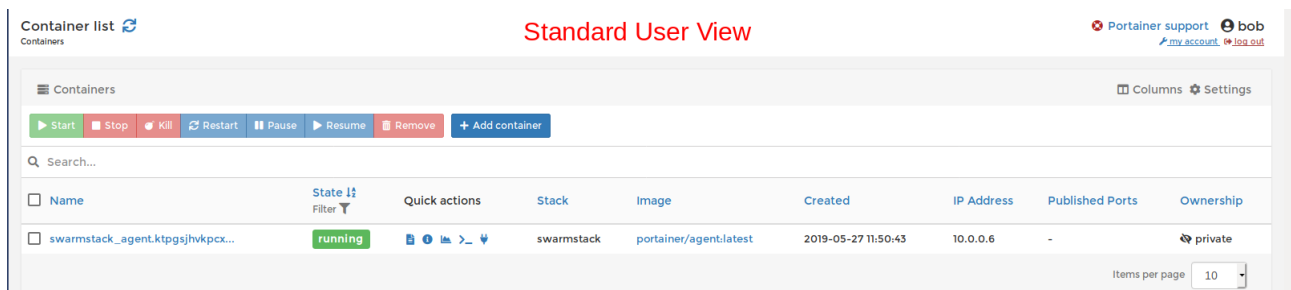 Container list
Containers
Standard User View
Portainer support bob
my account log out
Containers
Columns Settings
Start Stop Kill Restart Pause Resume Remove + Add container
Search...
Name State Filter Quick actions Stack Image Created IP Address Published Ports Ownership
swarmstack_agent.ktpgsjhvkpcx... running swarmstack portainer/agent:latest 2019-05-27 11:50:43 10.0.0.6 - private
Items per page 10